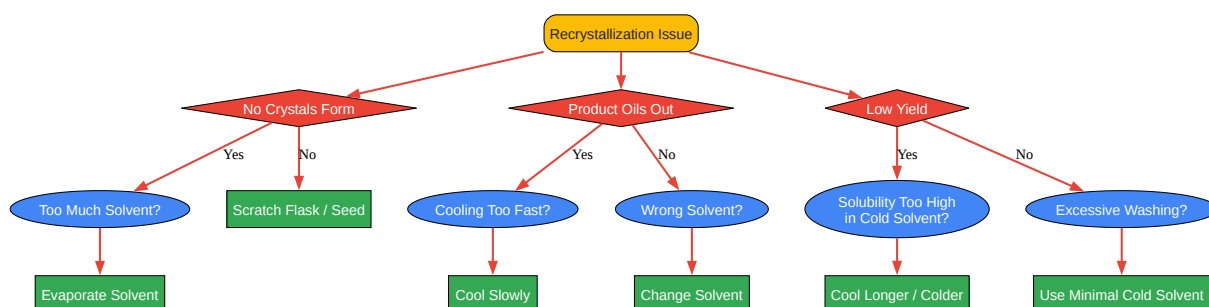 Recrystallization Issue
No Crystals Form
Product Oils Out
Low Yield
Yes
No
Yes
No
Yes
No
Too Much Solvent?
Scratch Flask / Seed
Cooling Too Fast?
Wrong Solvent?
Solubility Too High
in Cold Solvent?
Excessive Washing?
Evaporate Solvent
Cool Slowly
Change Solvent
Cool Longer / Colder
Use Minimal Cold Solvent